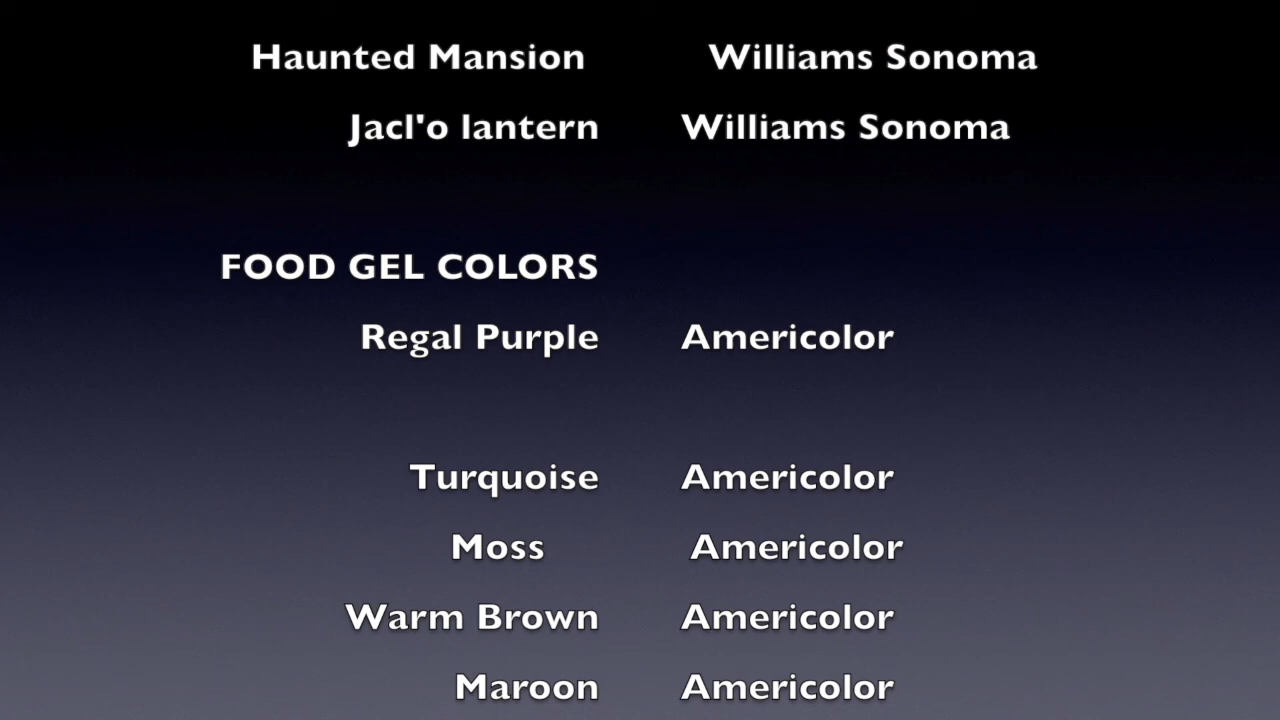 Haunted Mansion Williams Sonoma
Jacl'o lantern Williams Sonoma
FOOD GEL COLORS
Regal Purple Americolor
Turquoise Americolor
Moss Americolor
Warm Brown Americolor
Maroon Americolor